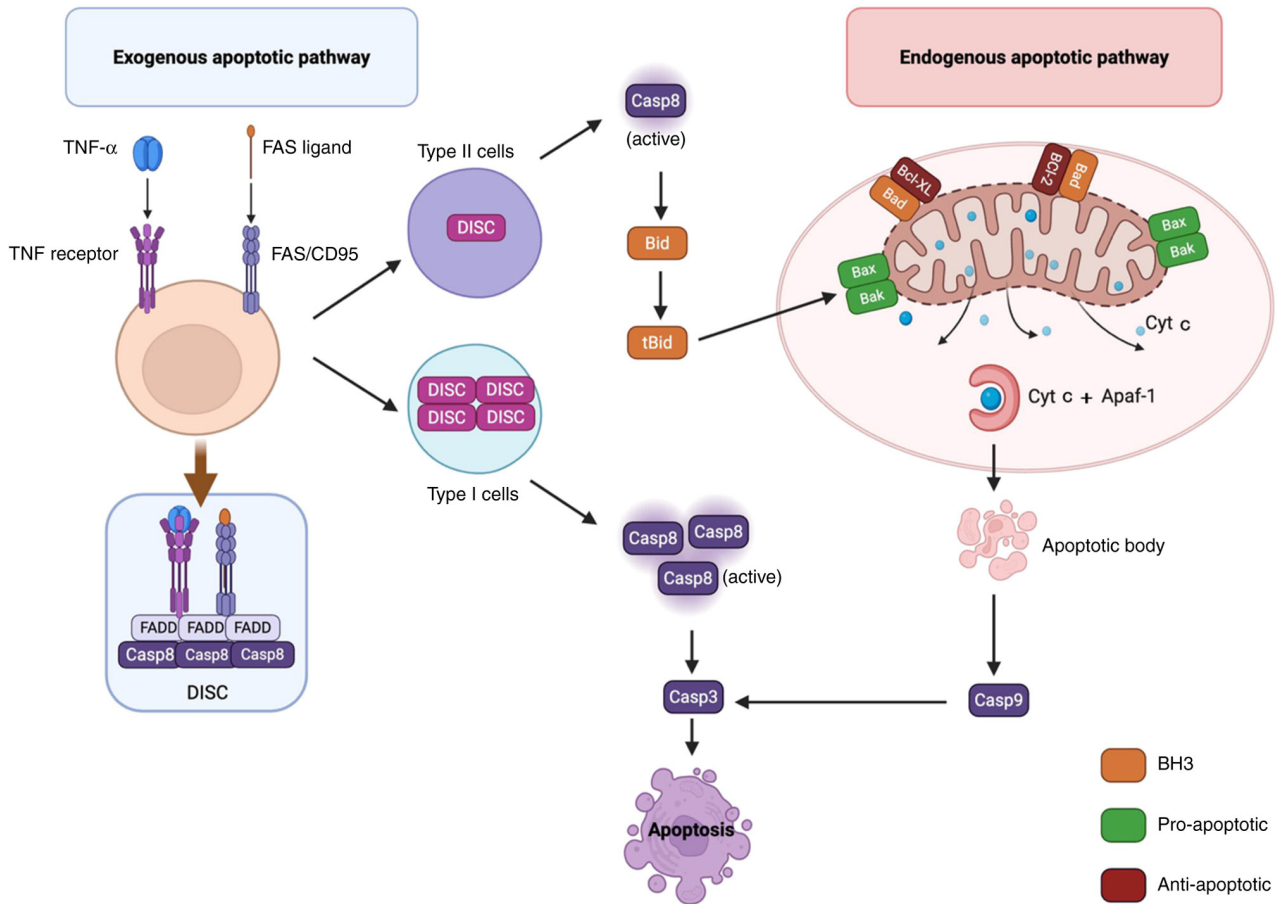 Exogenous apoptotic pathway
Endogenous apoptotic pathway
TNF-α
FAS ligand
TNF receptor
FAS/CD95
Type II cells
DISC
Casp8
(active)
Bid
tBid
Bcl-XL
Bad
BCl-2
Bad
Bax
Bak
Bax
Bak
Cyt c
Cyt c + Apaf-1
DISC DISC
DISC DISC
Type I cells
Casp8 Casp8
Casp8 (active)
Apoptotic body
FADD FADD FADD
Casp8 Casp8 Casp8
DISC
Casp3
Casp9
Apoptosis
BH3
Pro-apoptotic
Anti-apoptotic